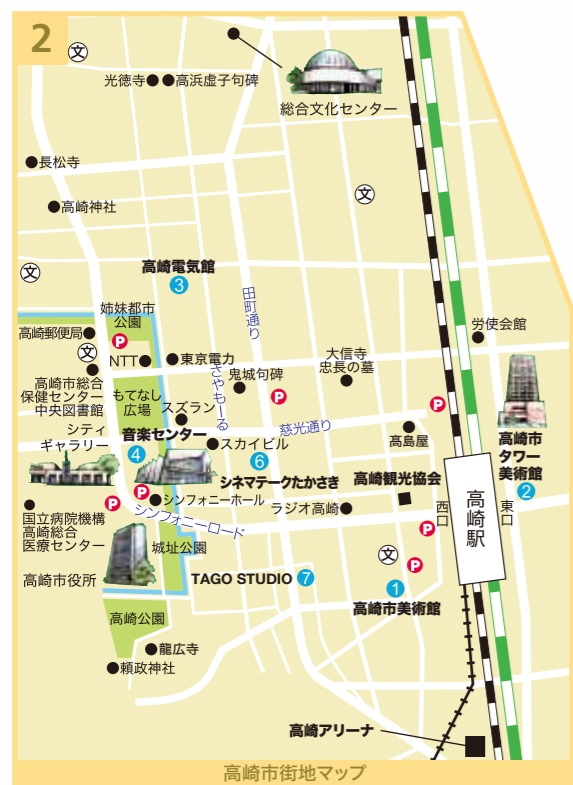 2
文
光徳寺
高浜虚子句碑
総合文化センター
長松寺
文
高崎神社
文
高崎電気館
3
田町通り
姉妹都市
公園
高崎郵便局
P
労使会館
文
NTT
東京電力
さやもーる
大信寺
忠長の墓
鬼城句碑
P
高崎市総合
保健センター
中央図書館
もてなし
広場
スズラン
P
慈光通り
髙島屋
シティ
ギャラリー
音楽センター
4
スカイビル
6
シネマテークたかさき
高崎市
タワー
美術館
2
高崎観光協会
P
P
シンフォニーホール
ラジオ高崎
西口
高崎駅
東口
シンフォニーロード
国立病院機構
高崎総合
医療センター
城址公園
P
文
P
高崎市役所
TAGO STUDIO
7
1
高崎市美術館
高崎公園
龍広寺
頼政神社
高崎アリーナ
高崎市街地マップ